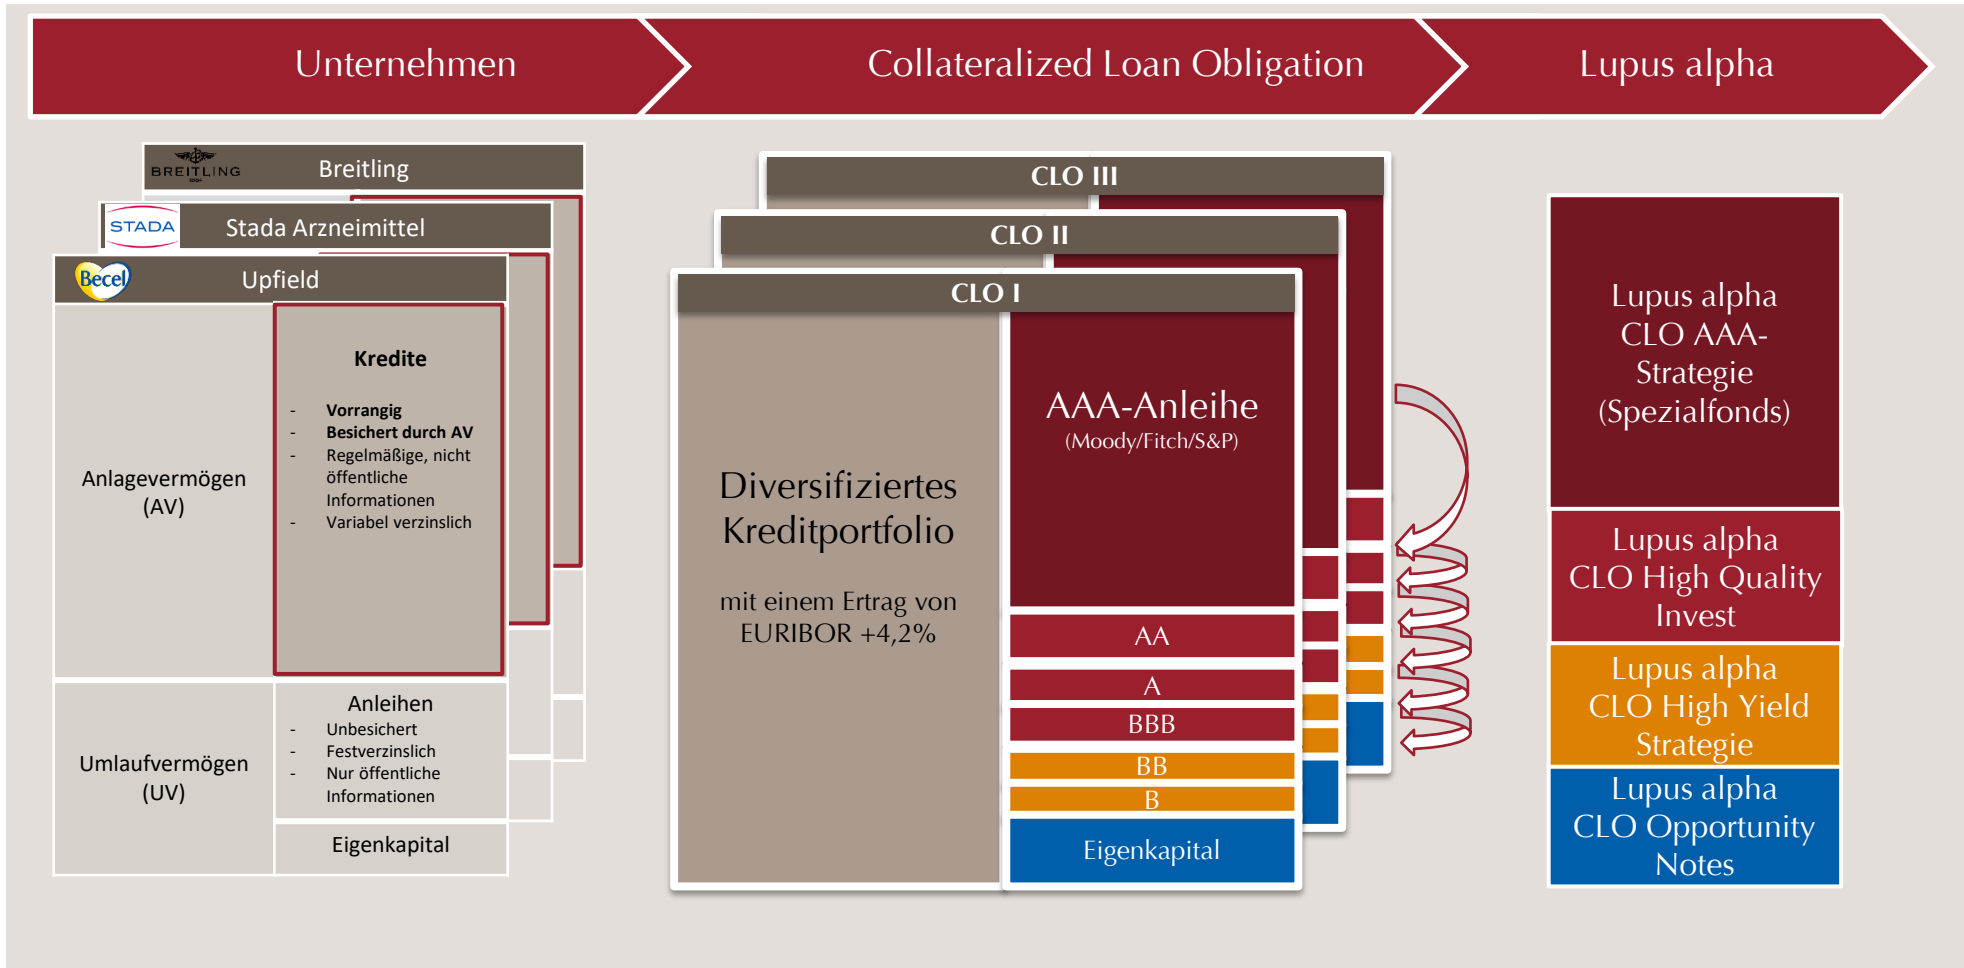 Unternehmen
Collateralized Loan Obligation
Lupus alpha
BREITLING
Breitling
STADA
Stada Arzneimittel
Becel
Upfield
Anlagevermögen
(AV)
Kredite
- Vorrangig
- Besichert durch AV
- Regelmäßige, nicht
öffentliche
Informationen
- Variabel verzinslich
Umlaufvermögen
(UV)
Anleihen
- Unbesichert
- Festverzinslich
- Nur öffentliche
Informationen
Eigenkapital
CLO III
CLO II
CLO I
Diversifiziertes
Kreditportfolio
mit einem Ertrag von
EURIBOR +4,2%
AAA-Anleihe
(Moody/Fitch/S&P)
AA
A
BBB
BB
B
Eigenkapital
Lupus alpha
CLO AAA-
Strategie
(Spezialfonds)
Lupus alpha
CLO High Quality
Invest
Lupus alpha
CLO High Yield
Strategie
Lupus alpha
CLO Opportunity
Notes